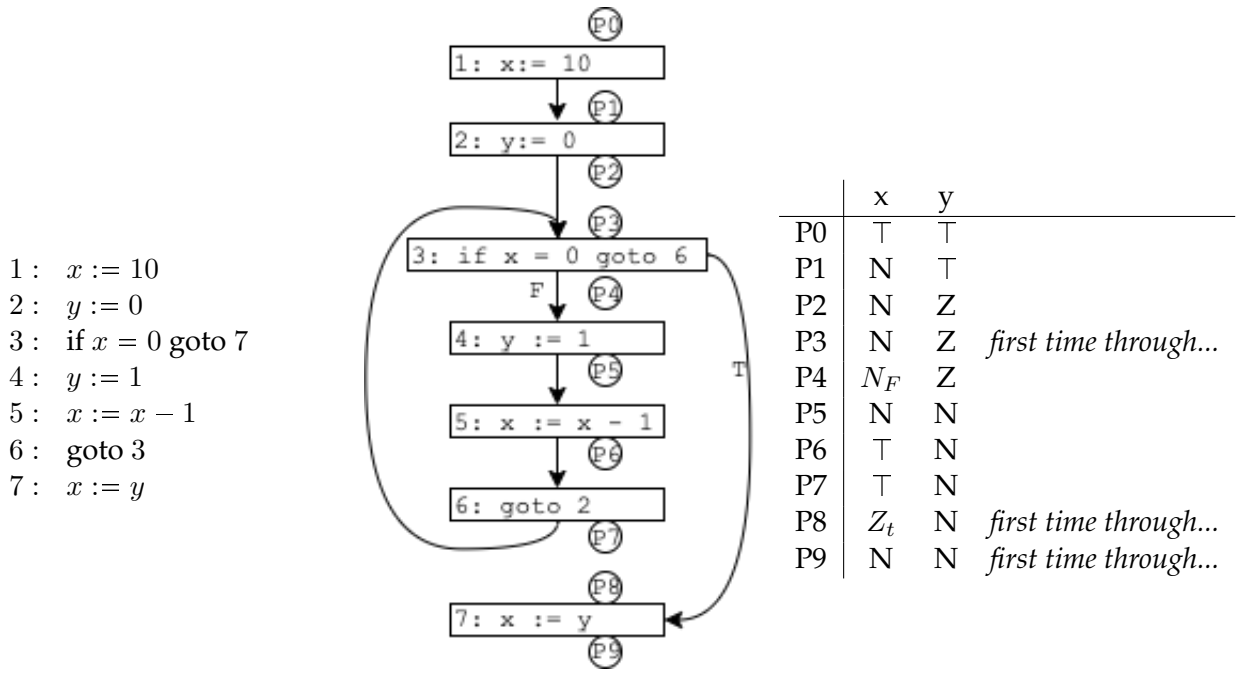 1 : x := 10
2 : y := 0
3 : if x = 0 goto 7
4 : y := 1
5 : x := x − 1
6 : goto 3
7 : x := y
P0
1: x:= 10
P1
2: y:= 0
P2
P3
3: if x = 0 goto 6
F
P4
4: y := 1
P5
T
5: x := x - 1
P6
6: goto 2
P7
P8
7: x := y
P9
x y
P0 ⊤ ⊤
P1 N ⊤
P2 N Z
P3 N Z first time through...
P4 N_F Z
P5 N N
P6 ⊤ N
P7 ⊤ N
P8 Z_t N first time through...
P9 N N first time through...